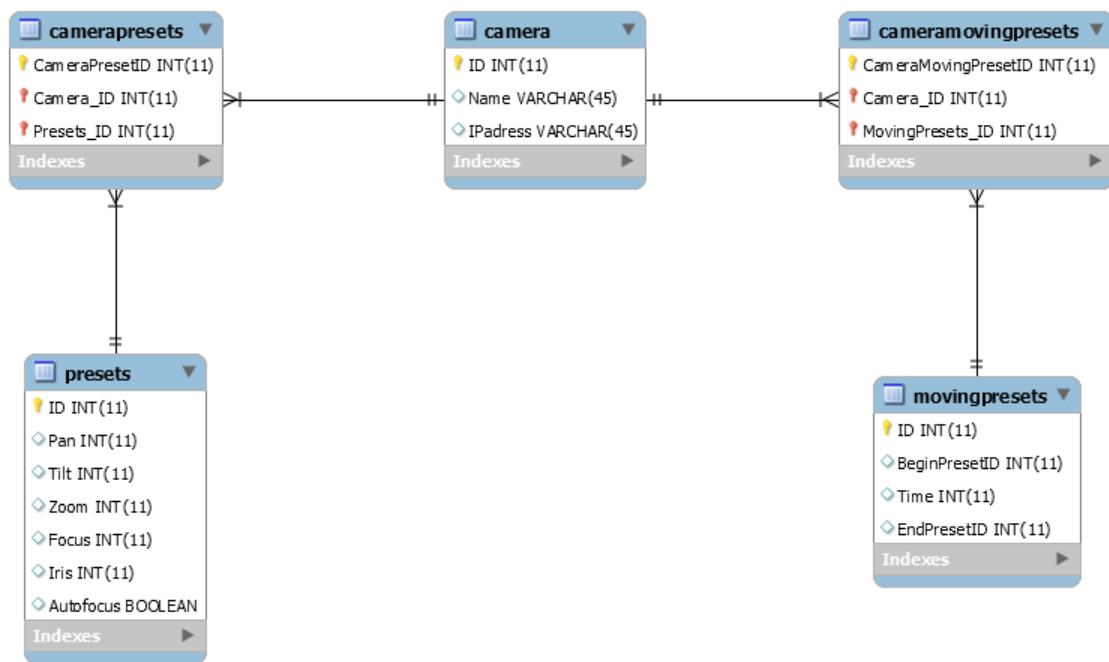 camerapresets
CameraPresetID INT(11)
Camera_ID INT(11)
Presets_ID INT(11)
Indexes
camera
ID INT(11)
Name VARCHAR(45)
IPadress VARCHAR(45)
Indexes
cameramovingpresets
CameraMovingPresetID INT(11)
Camera_ID INT(11)
MovingPresets_ID INT(11)
Indexes
presets
ID INT(11)
Pan INT(11)
Tilt INT(11)
Zoom INT(11)
Focus INT(11)
Iris INT(11)
Autofocus BOOLEAN
Indexes
movingpresets
ID INT(11)
BeginPresetID INT(11)
Time INT(11)
EndPresetID INT(11)
Indexes